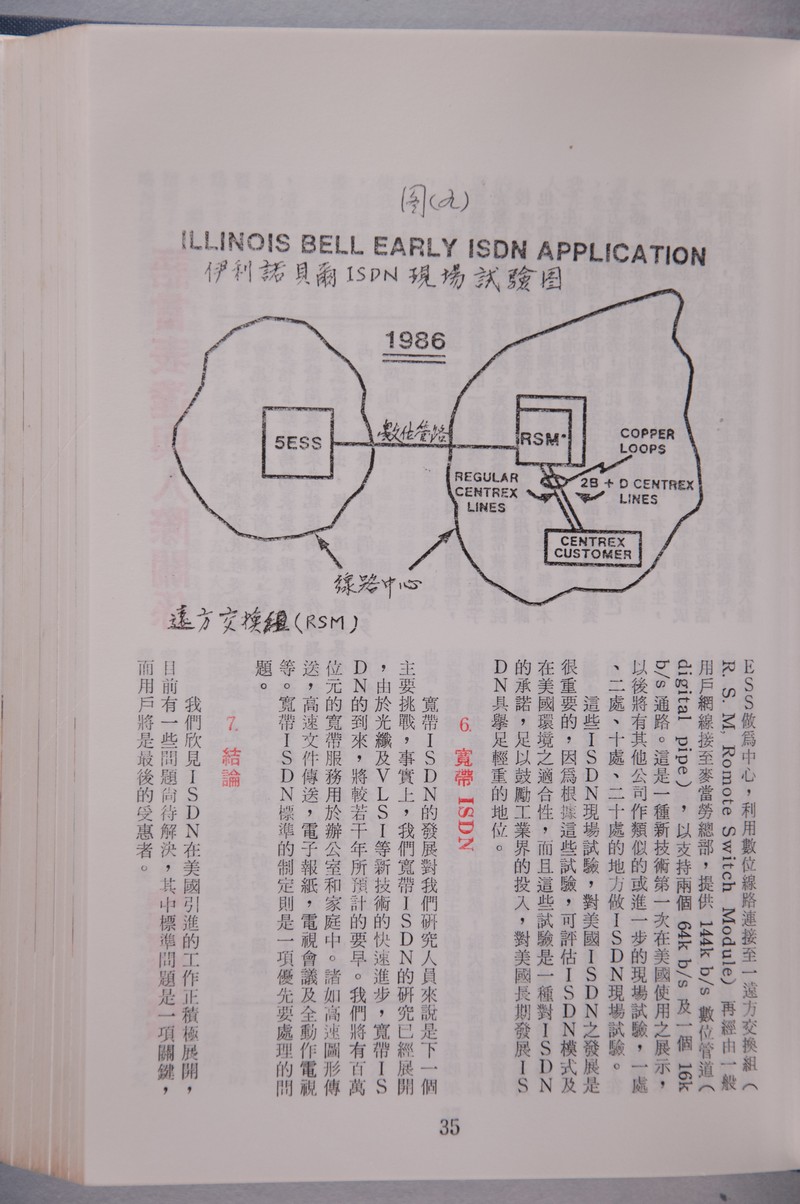 图(九)
ILLINOIS BELL EARLY ISDN APPLICATION
伊利諾貝爾ISDN現場試驗图
1986
5ESS
數位管路
RSM
COPPER
LOOPS
REGULAR
CENTREX
LINES
2B + D CENTREX
LINES
CENTREX
CUSTOMER
線路中心
遠方交換組(RSM)
ESS做爲中心，利用數位線路連接至一遠方交換組（
R. S. M, Romote Switch Module）再經由一般
用戶網線接至麥當勞總部，提供 144k b/s 數位管道（
digital pipe），以支持兩個 64k b/s 及一個 16k
b/s 通路。這是一種新技術第一次在美國使用之展示，
以後將有其他公司作類似的或進一步的現場試驗，一處
、二處、十處、二十處的地方做ISDN現場試驗。
這些ISDN現場試驗，對美國ISDN之發展是
很重要的，因爲根據這些試驗，可評估ISDN模式及
在美國環境之適合性，而且這些試驗是一種對ISDN
的承諾，足以鼓勵工業界的投入，對美國長期發展IS
DN具舉足輕重的地位。
6. 寬帶 ISDN
寬帶ISDN的發展對我們研究人員來說是下一個
主要挑戰，事實上，我們寬帶ISDN的研究已經展開
，由於光纖及VLSI等新技術的快速進步，寬帶IS
DN的到來，將較若干年所預計的要早。我們將有百萬
位元的寬帶服務用於辦公室和家庭中。諸如高速圖形傳
送，高速文件傳送，電子報紙，電視會議及全動作電視
等。寬帶ISDN標準的制定則是一項優先要處理的問
題。
7. 結論
我們欣見ISDN在美國引進的工作正積極展開，
目前有一些問題尚待解決，其中標準問題是一項關鍵，
而用戶將是最後的受惠者。
35